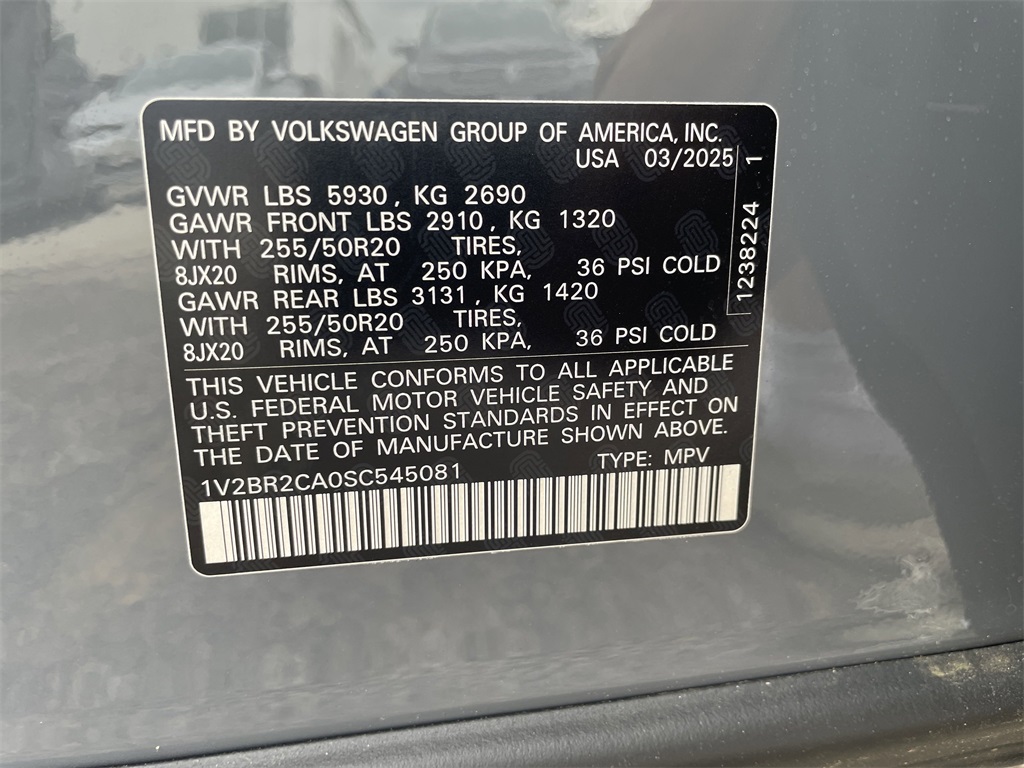 MFD BY VOLKSWAGEN GROUP OF AMERICA, INC.
USA 03/2025
GVWR LBS 5930, KG 2690
GAWR FRONT LBS 2910, KG 1320
WITH 255/50R20 TIRES,
8JX20 RIMS, AT 250 KPA, 36 PSI COLD
GAWR REAR LBS 3131, KG 1420
WITH 255/50R20 TIRES,
8JX20 RIMS, AT 250 KPA, 36 PSI COLD
1238224 1
THIS VEHICLE CONFORMS TO ALL APPLICABLE
U.S. FEDERAL MOTOR VEHICLE SAFETY AND
THEFT PREVENTION STANDARDS IN EFFECT ON
THE DATE OF MANUFACTURE SHOWN ABOVE.
1V2BR2CA0SC545081 TYPE: MPV